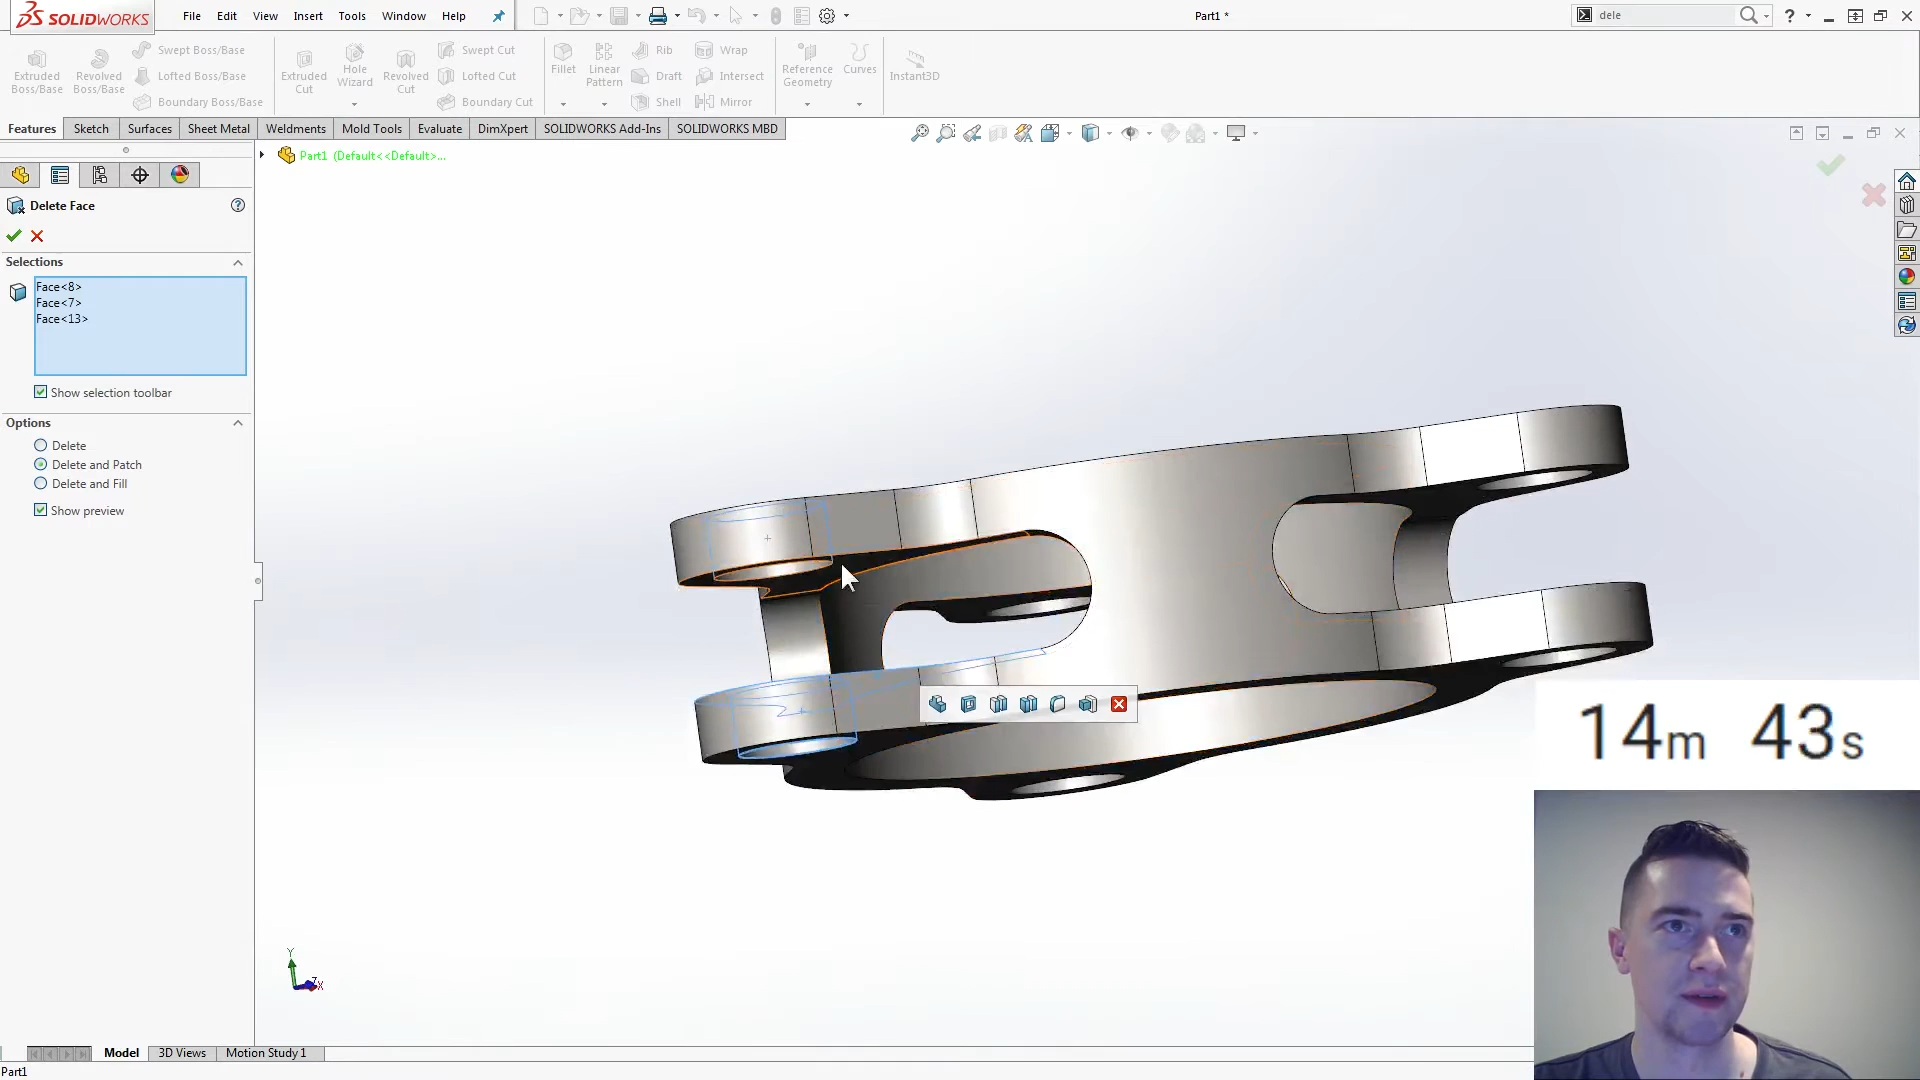 SOLIDWORKS
File
Edit
View
Insert
Tools
Window
Help
Part1 *
dele
Extruded Boss/Base
Revolved Boss/Base
Swept Boss/Base
Lofted Boss/Base
Boundary Boss/Base
Extruded Cut
Hole Wizard
Revolved Cut
Swept Cut
Lofted Cut
Boundary Cut
Fillet
Linear Pattern
Rib
Draft
Shell
Wrap
Intersect
Mirror
Reference Geometry
Curves
Instant3D
Features
Sketch
Surfaces
Sheet Metal
Weldments
Mold Tools
Evaluate
DimXpert
SOLIDWORKS Add-Ins
SOLIDWORKS MBD
Part1 (Default<<Default>...
Delete Face
Selections
Face<8>
Face<7>
Face<13>
Show selection toolbar
Options
Delete
Delete and Patch
Delete and Fill
Show preview
14m 43s
Y
Z
X
Model
3D Views
Motion Study 1
Part1